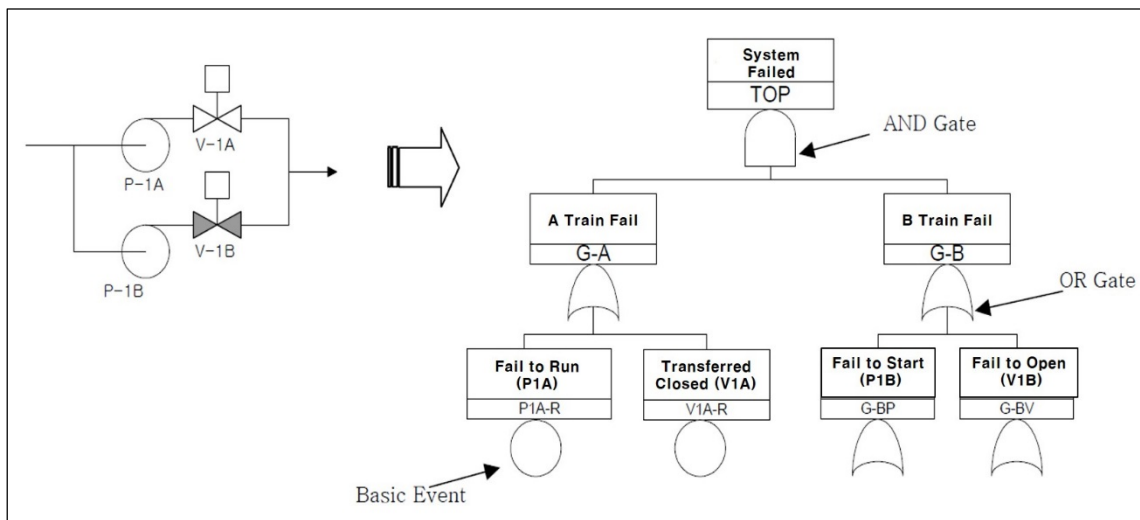 V-1A
P-1A
V-1B
P-1B
System
Failed
TOP
AND Gate
A Train Fail
G-A
B Train Fail
G-B
OR Gate
Fail to Run
(P1A)
P1A-R
Transferred
Closed (V1A)
V1A-R
Fail to Start
(P1B)
G-BP
Fail to Open
(V1B)
G-BV
Basic Event